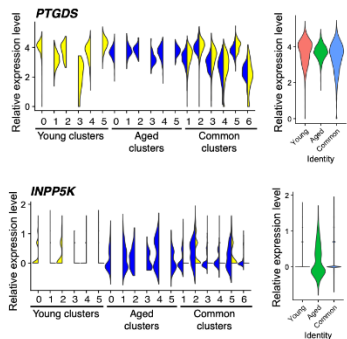 PTGDS
Relative expression level
4
2
0
0 1 2 3 4 5 0 1 2 3 4 5 1 2 3 4 5 6
Young clusters
Aged
clusters
Common
clusters
Relative expression level
4
2
0
Young
Aged
Common
Identity
INPP5K
Relative expression level
2
1
0
0 1 2 3 4 5 0 1 2 3 4 5 1 2 3 4 5 6
Young clusters
Aged
clusters
Common
clusters
Relative expression level
2
1
0
Young
Aged
Common
Identity